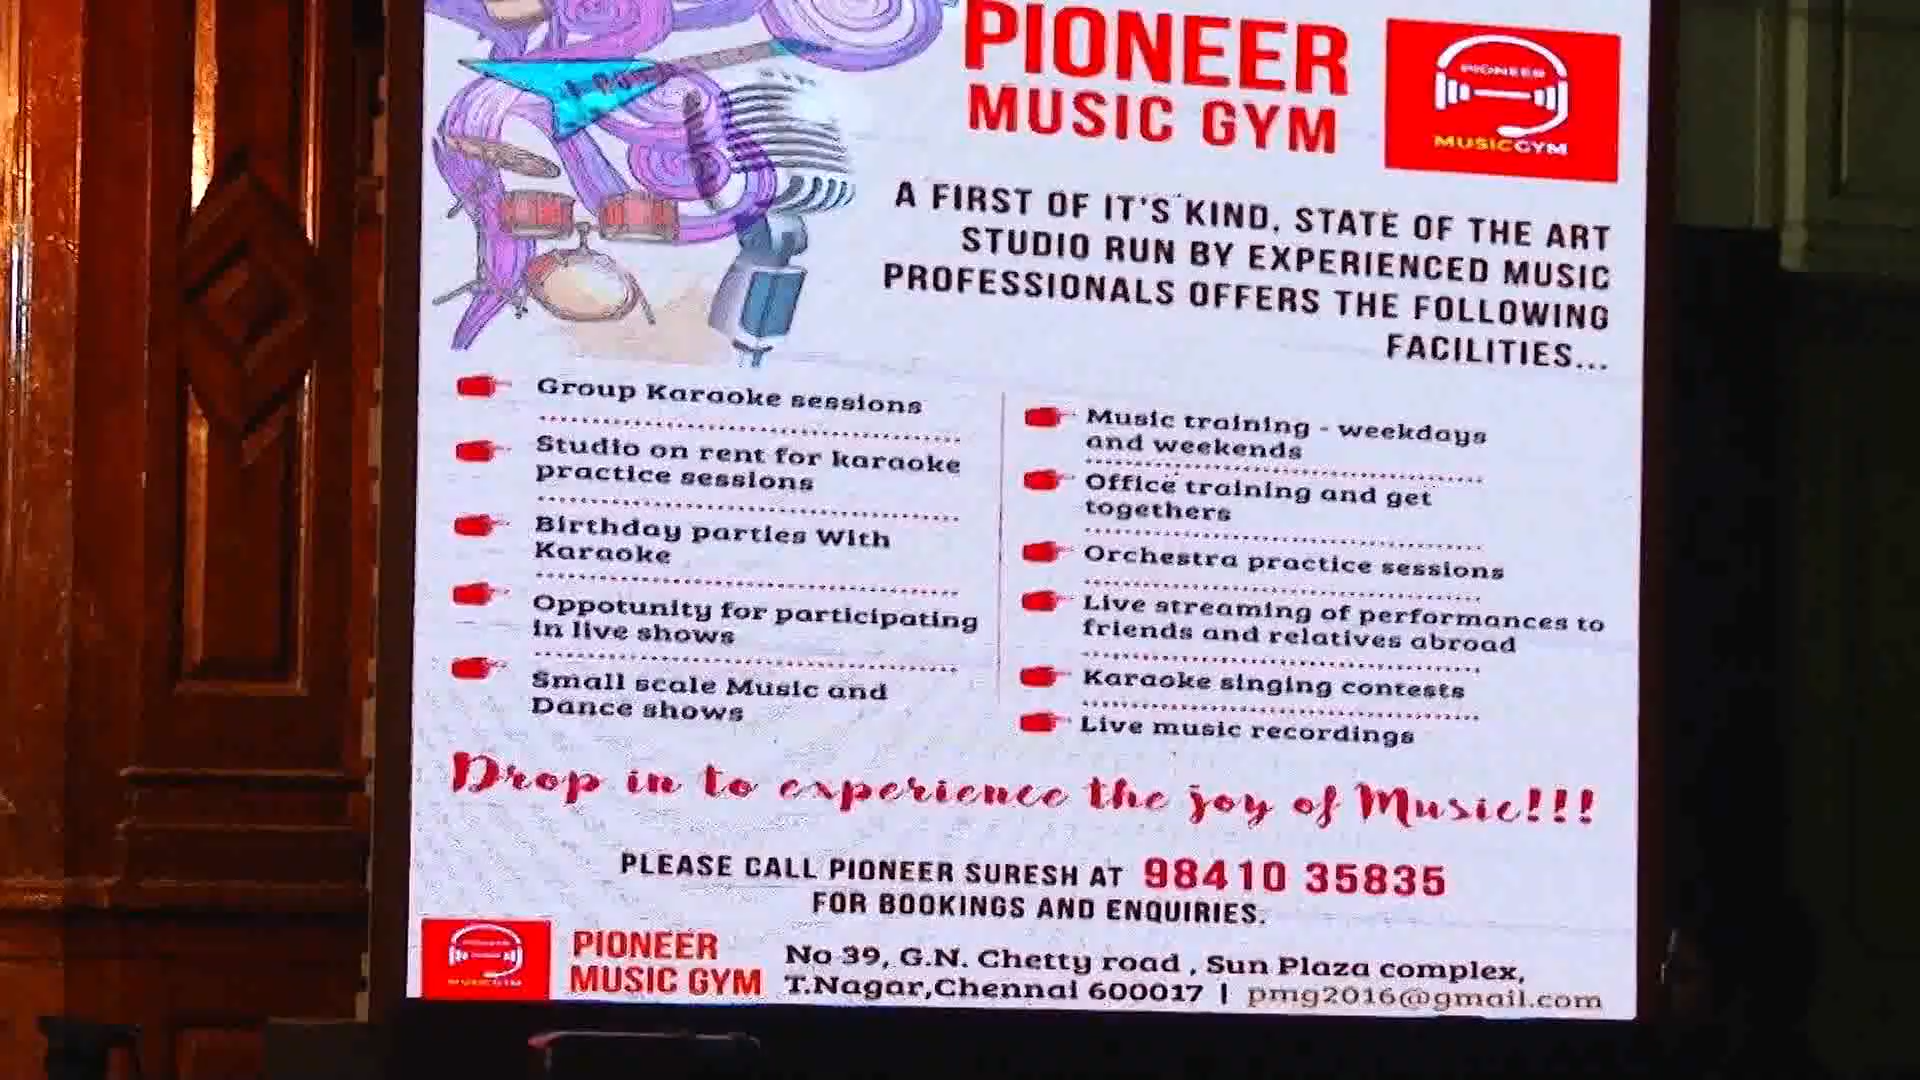 PIONEER
MUSIC GYM
PIONEER
MUSICGYM
A FIRST OF IT'S KIND, STATE OF THE ART
STUDIO RUN BY EXPERIENCED MUSIC
PROFESSIONALS OFFERS THE FOLLOWING
FACILITIES...
Group Karaoke sessions
Studio on rent for karaoke
practice sessions
Birthday parties With
Karaoke
Oppotunity for participating
in live shows
Small scale Music and
Dance shows
Music training - weekdays
and weekends
Office training and get
togethers
Orchestra practice sessions
Live streaming of performances to
friends and relatives abroad
Karaoke singing contests
Live music recordings
Drop in to experience the joy of Music!!!
PLEASE CALL PIONEER SURESH AT 98410 35835
FOR BOOKINGS AND ENQUIRIES.
PIONEER
MUSICGYM
PIONEER
MUSIC GYM
No 39, G.N. Chetty road , Sun Plaza complex,
T.Nagar,Chennai 600017 | pmg2016@gmail.com